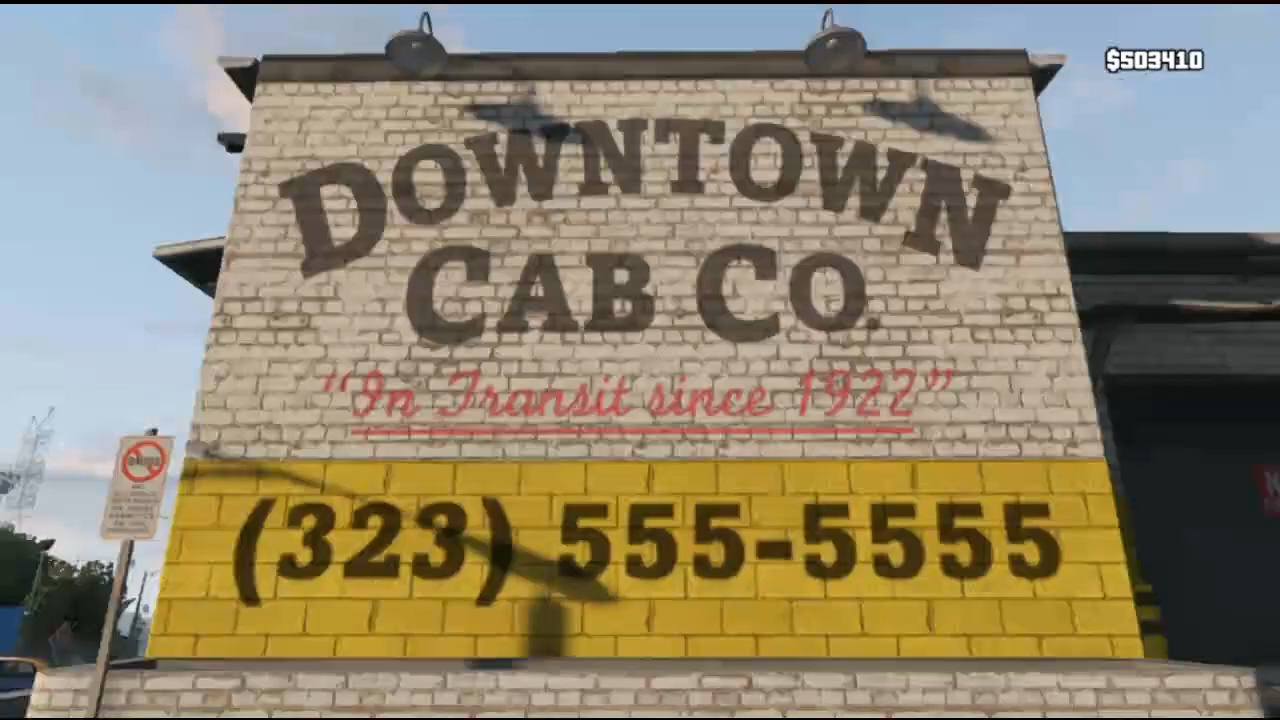 $503410
DOWNTOWN
CAB CO.
“In Transit since 1922”
(323) 555-5555